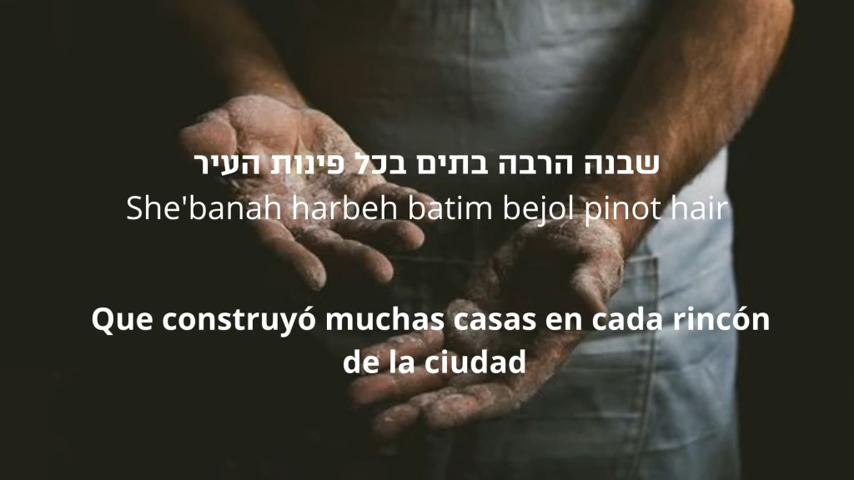 שבנה הרבה בתים בכל פינות העיר
She'banah harbeh batim bejol pinot hair
Que construyó muchas casas en cada rincón
de la ciudad